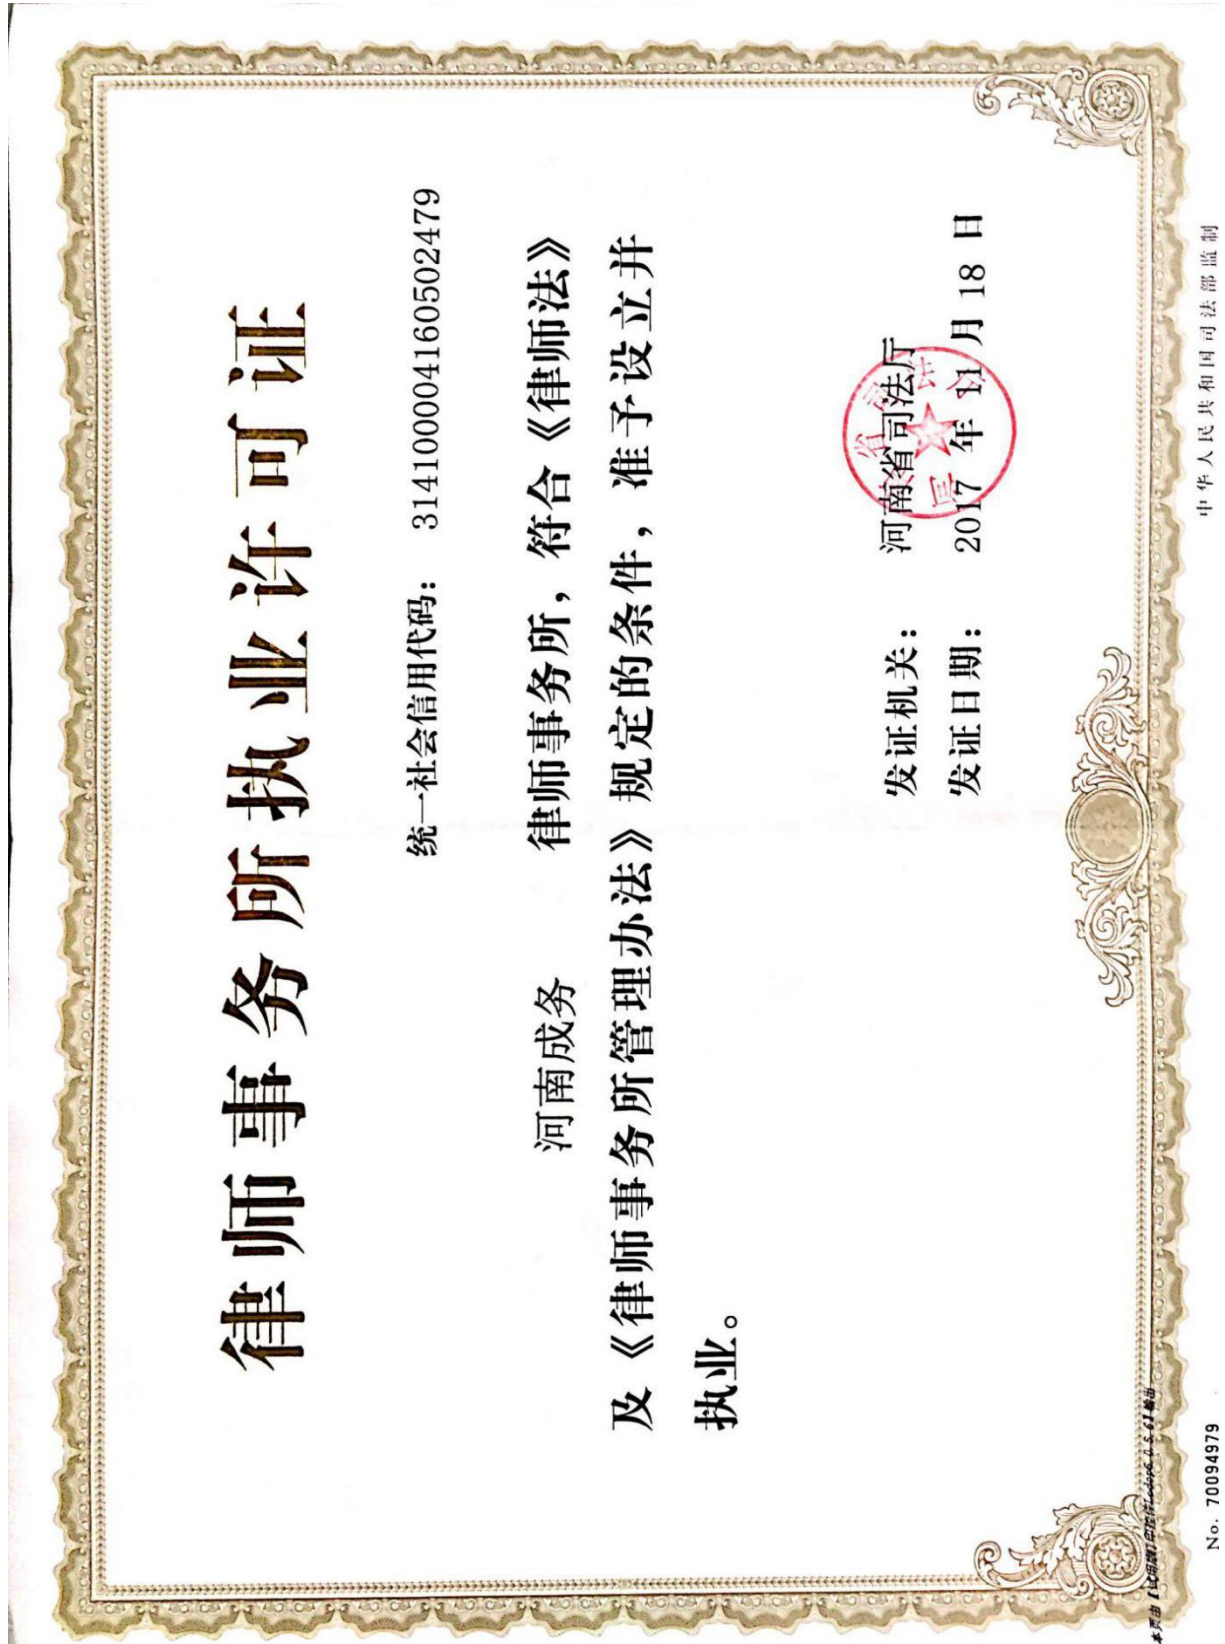 律师事务所执业许可证
统一社会信用代码： 314100004160502479
河南成务 律师事务所，符合《律师法》
及《律师事务所管理办法》规定的条件，准予设立并
执业。
发证机关： 河南省司法厅
发证日期： 2017 年 11 月 18 日
中华人民共和国司法部监制
No. 70094979